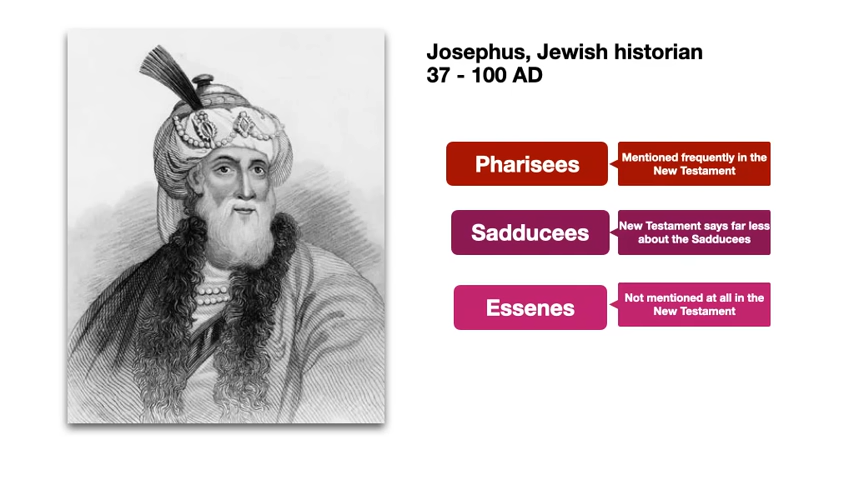 Josephus, Jewish historian
37 - 100 AD
Pharisees
Mentioned frequently in the
New Testament
Sadducees
New Testament says far less
about the Sadducees
Essenes
Not mentioned at all in the
New Testament